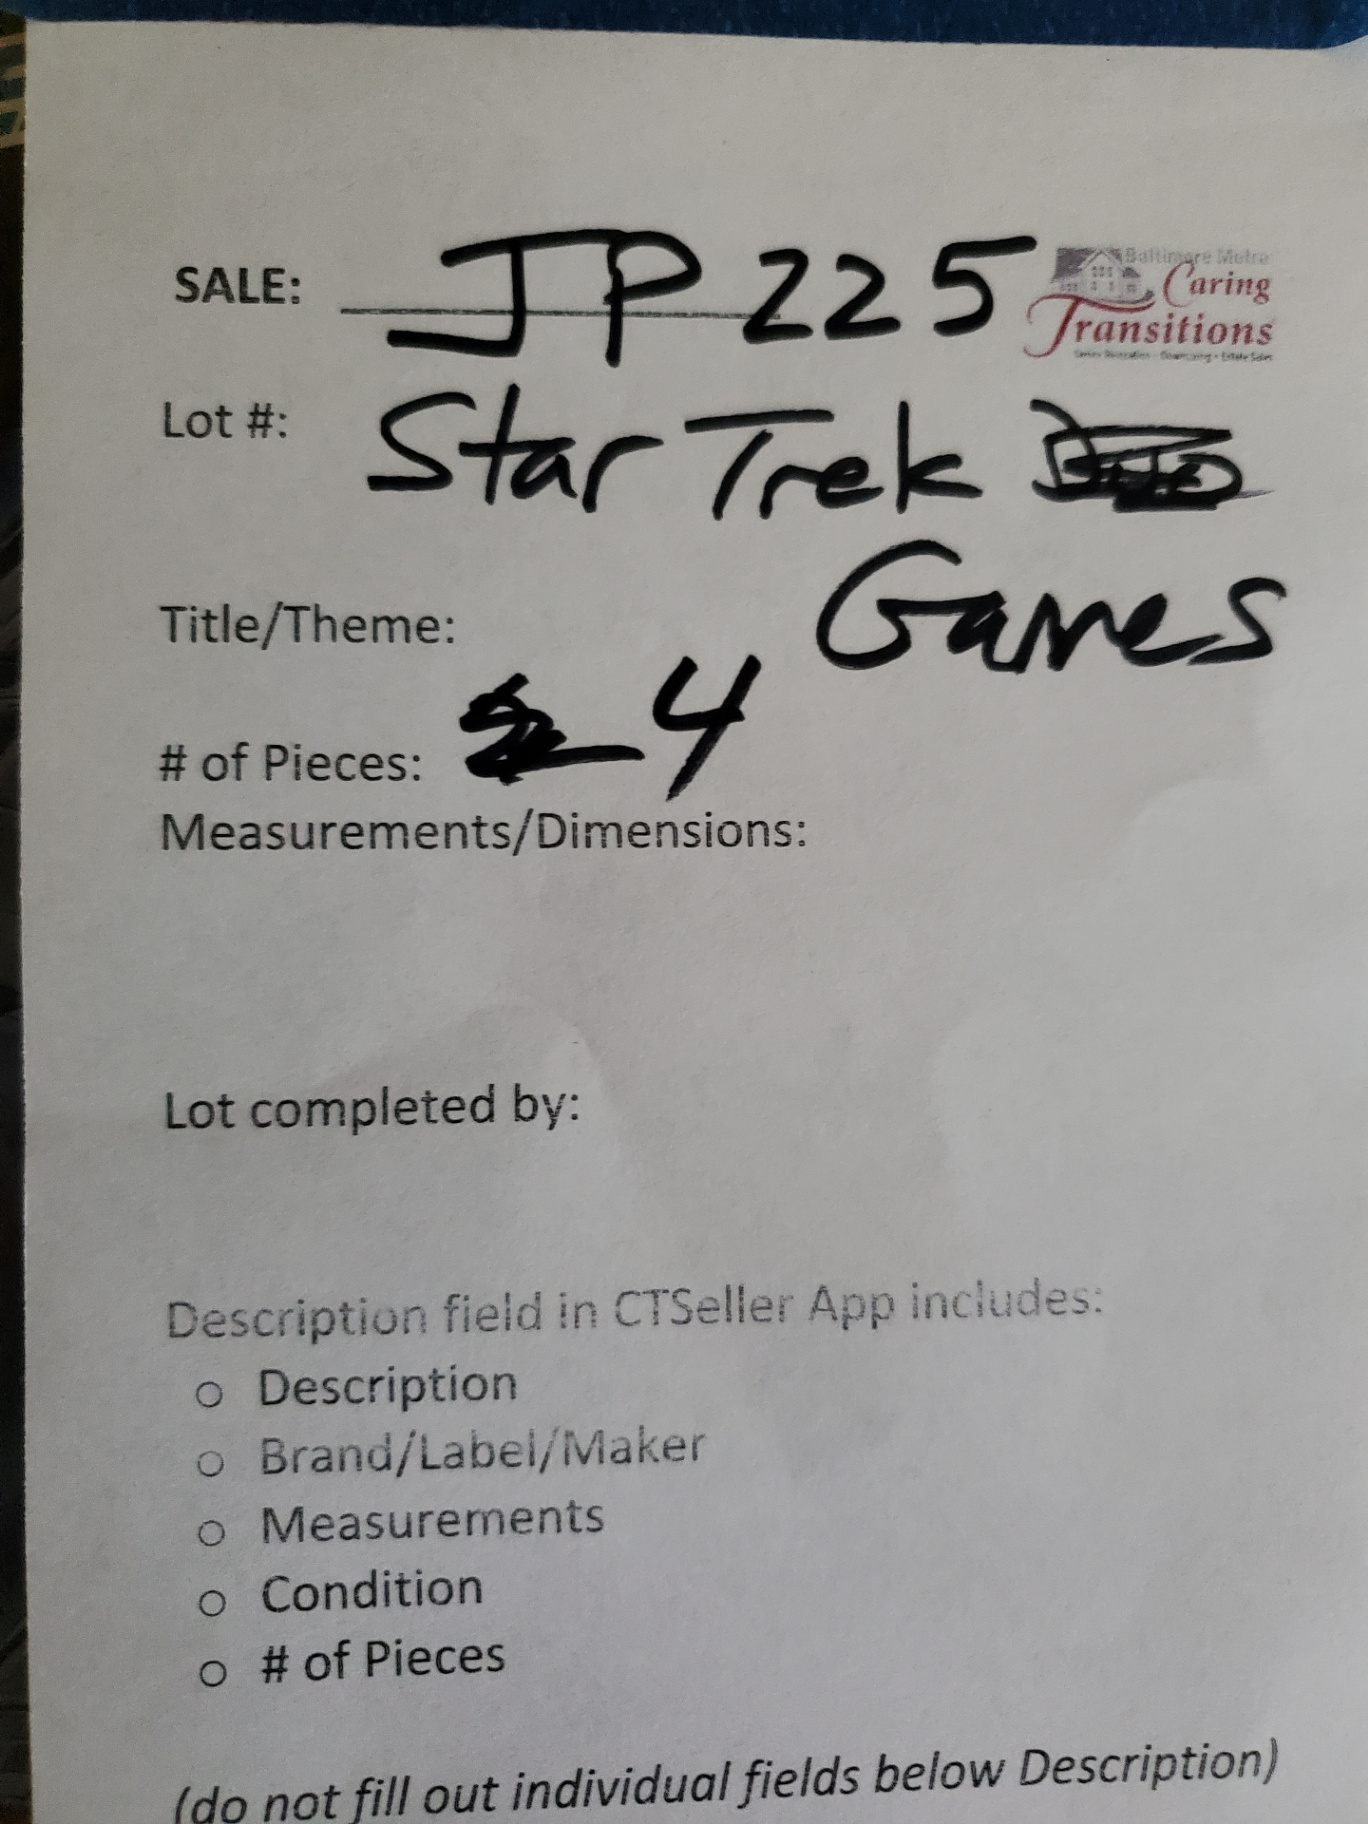 SALE: JP 225
Baltimore Metro
Caring
Transitions
Lot #: Star Trek
Games
Title/Theme:
# of Pieces: 4
Measurements/Dimensions:
Lot completed by:
Description field in CTSeller App includes:
○ Description
○ Brand/Label/Maker
○ Measurements
○ Condition
○ # of Pieces
(do not fill out individual fields below Description)